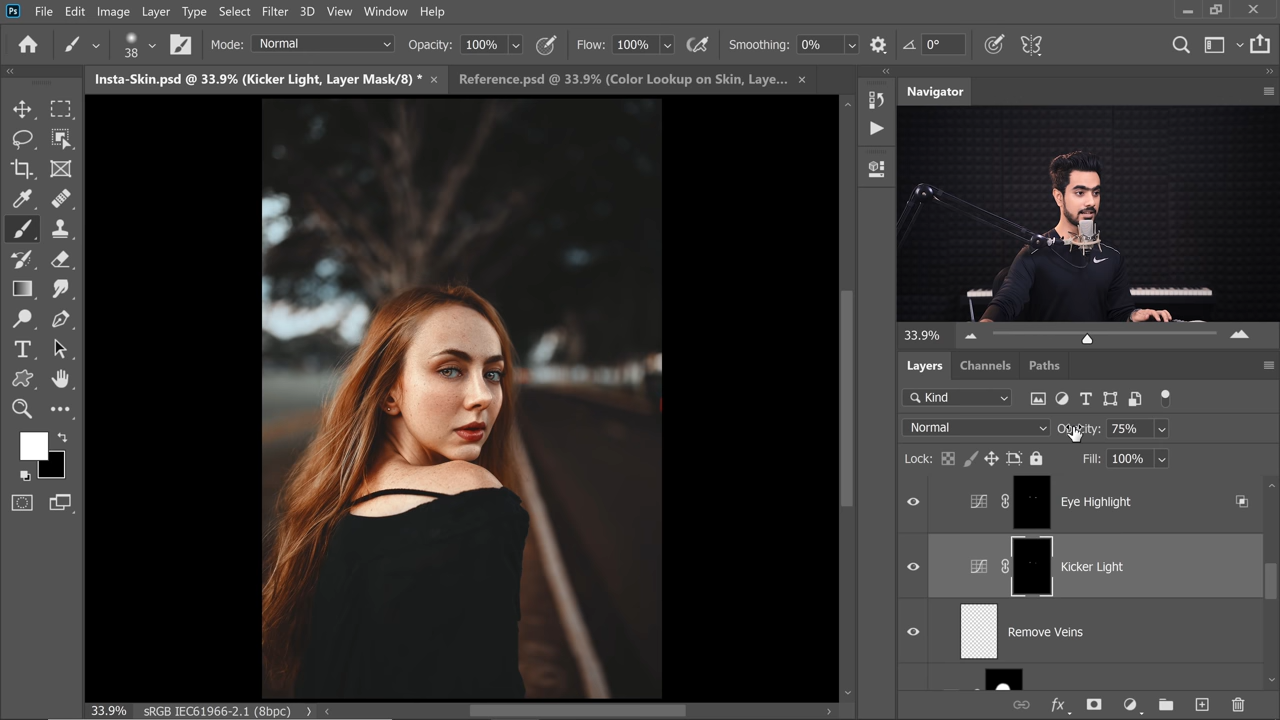 Ps File Edit Image Layer Type Select Filter 3D View Window Help
38 Mode: Normal Opacity: 100% Flow: 100% Smoothing: 0% 0°
Insta-Skin.psd @ 33.9% (Kicker Light, Layer Mask/8) * × Reference.psd @ 33.9% (Color Lookup on Skin, Laye... ×
Navigator
33.9%
Layers Channels Paths
Kind
Normal Opacity: 75%
Lock: Fill: 100%
Eye Highlight
Kicker Light
Remove Veins
33.9% sRGB IEC61966-2.1 (8bpc)
fx